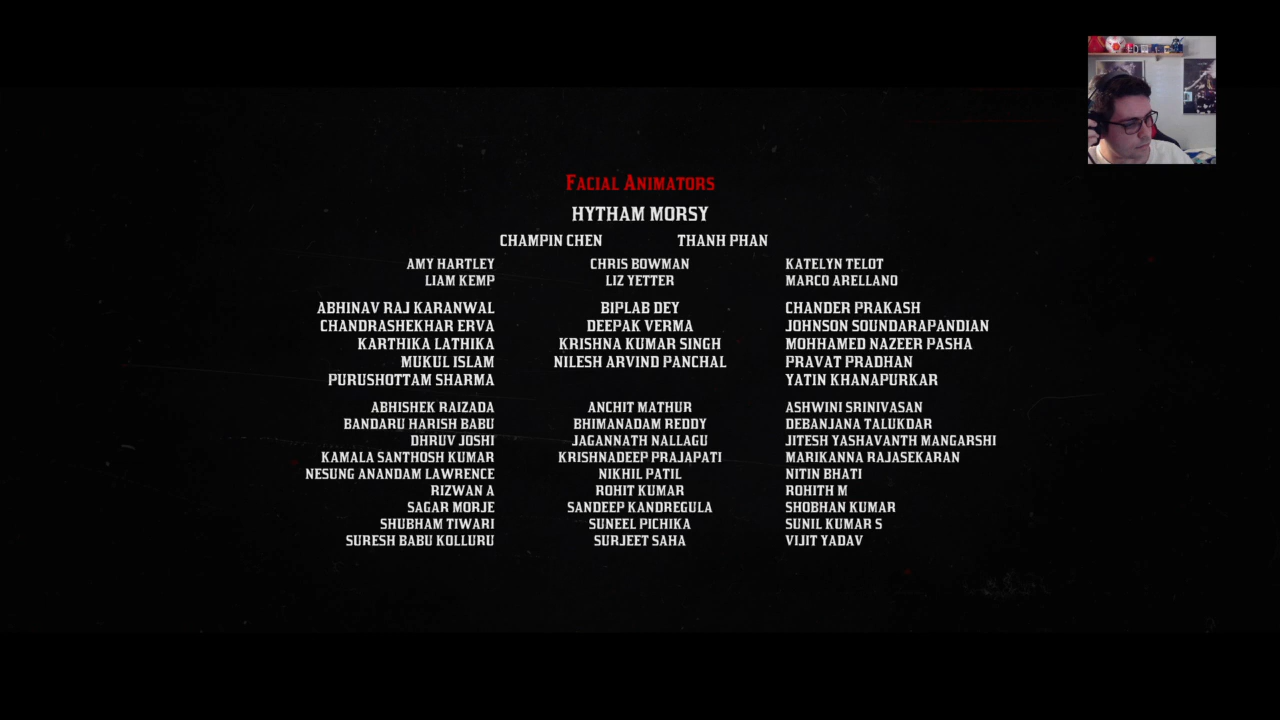 FACIAL ANIMATORS
HYTHAM MORSY
CHAMPIN CHEN THANH PHAN
AMY HARTLEY CHRIS BOWMAN KATELYN TELOT
LIAM KEMP LIZ YETTER MARCO ARELLANO
ABHINAV RAJ KARANWAL BIPLAB DEY CHANDER PRAKASH
CHANDRASHEKHAR ERVA DEEPAK VERMA JOHNSON SOUNDARAPANDIAN
KARTHIKA LATHIKA KRISHNA KUMAR SINGH MOHHAMED NAZEER PASHA
MUKUL ISLAM NILESH ARVIND PANCHAL PRAVAT PRADHAN
PURUSHOTTAM SHARMA YATIN KHANAPURKAR
ABHISHEK RAIZADA ANCHIT MATHUR ASHWINI SRINIVASAN
BANDARU HARISH BABU BHIMANADAM REDDY DEBANJANA TALUKDAR
DHRUV JOSHI JAGANNATH NALLAGU JITESH YASHAVANTH MANGARSHI
KAMALA SANTHOSH KUMAR KRISHNADEEP PRAJAPATI MARIKANNA RAJASEKARAN
NESUNG ANANDAM LAWRENCE NIKHIL PATIL NITIN BHATI
RIZWAN A ROHIT KUMAR ROHITH M
SAGAR MORJE SANDEEP KANDREGULA SHOBHAN KUMAR
SHUBHAM TIWARI SUNEEL PICHIKA SUNIL KUMAR S
SURESH BABU KOLLURU SURJEET SAHA VIJIT YADAV